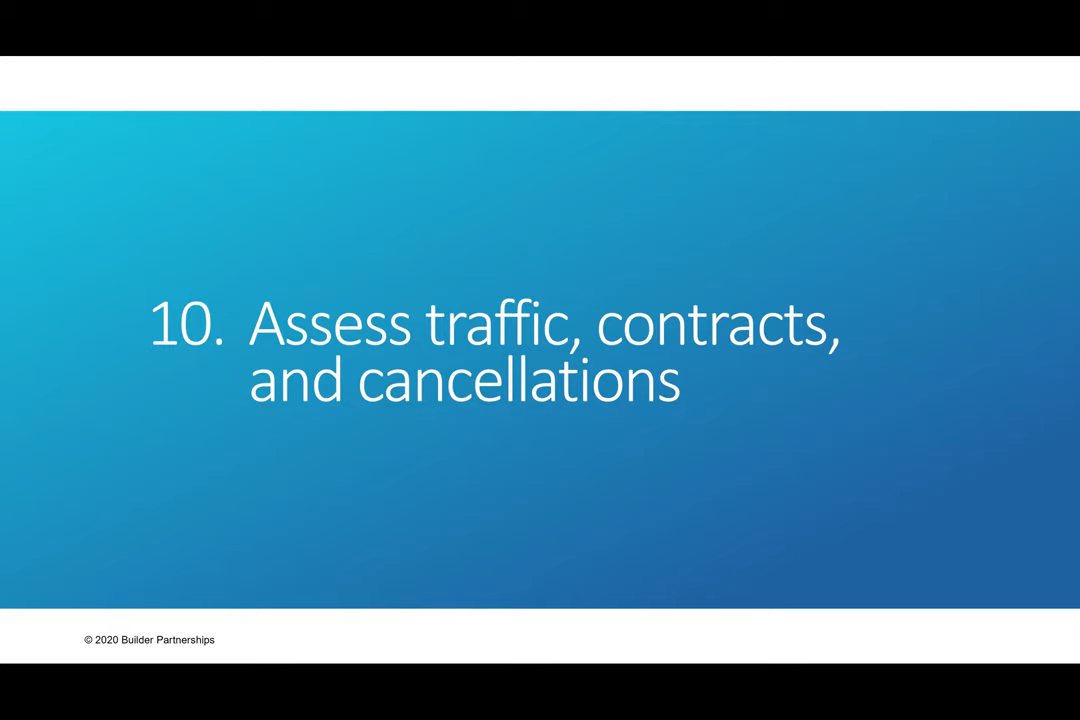 10. Assess traffic, contracts,
and cancellations
© 2020 Builder Partnerships